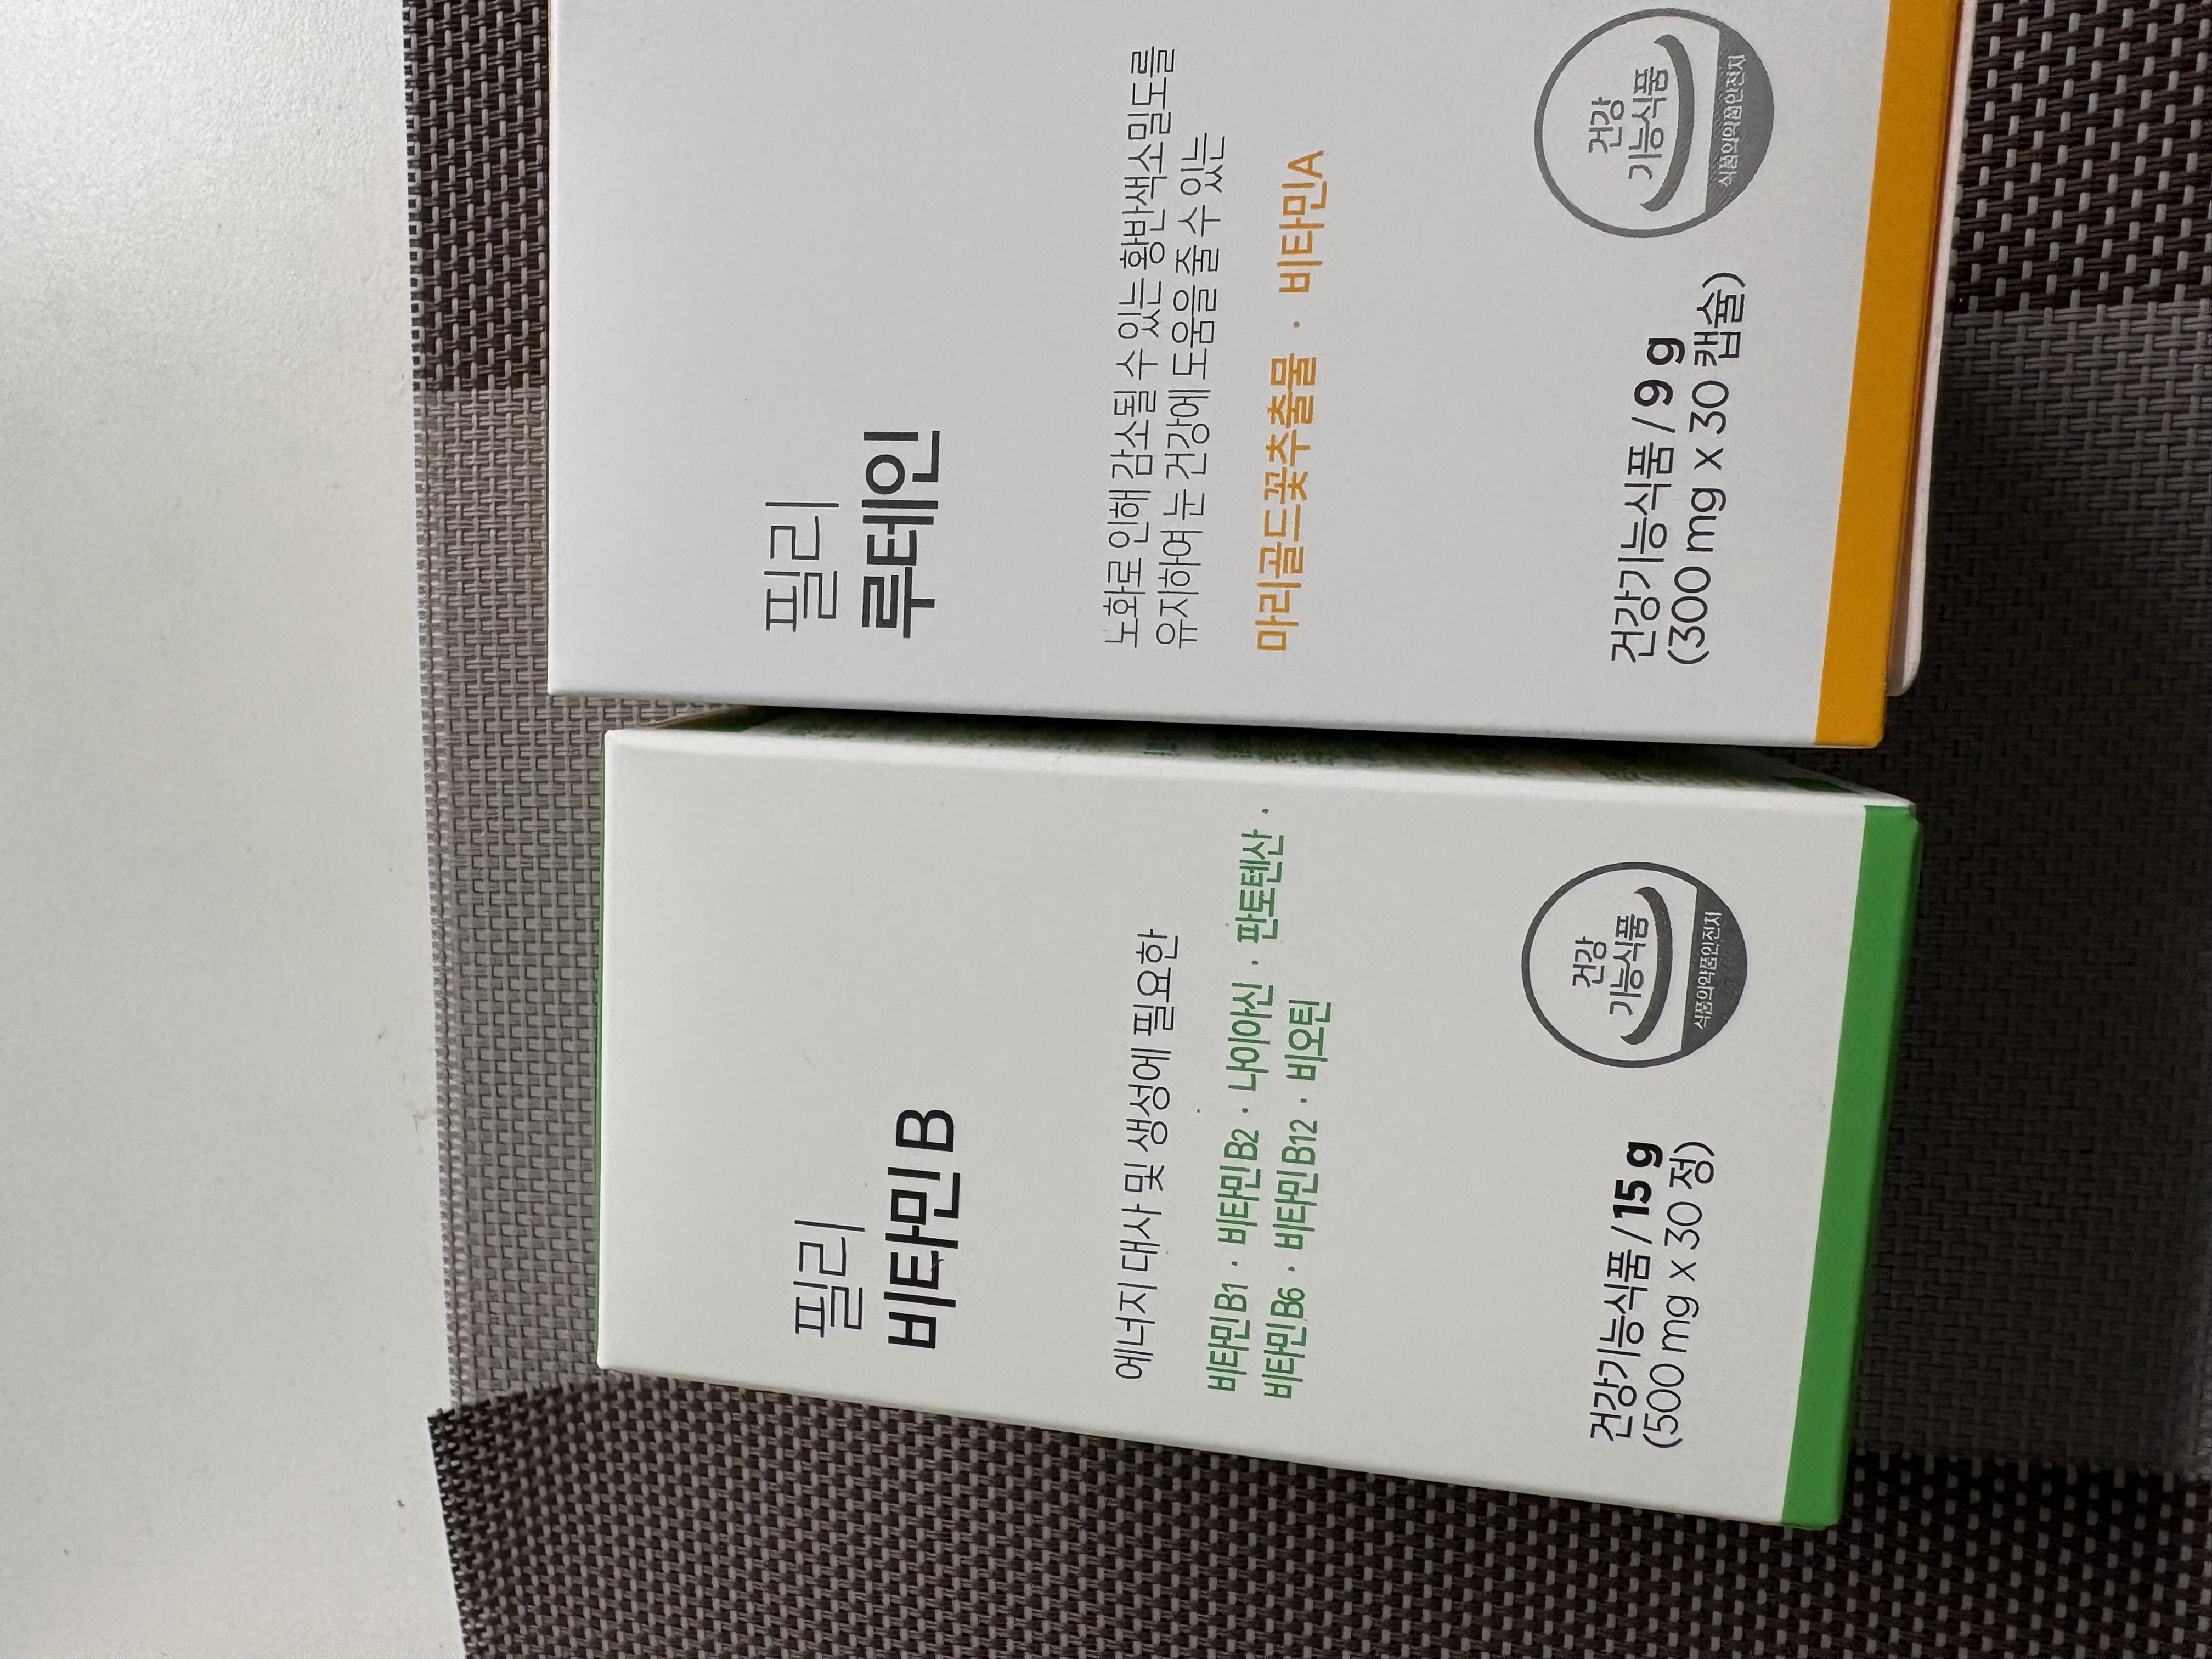 필리
비타민 B
에너지 대사 및 생성에 필요한
비타민B1 · 비타민B2 · 나이아신 · 판토텐산 ·
비타민B6 · 비타민B12 · 비오틴
건강기능식품 / 15 g
(500 mg x 30 정)
건강
기능식품
식품의약품안전처
필리
루테인
노화로 인해 감소될 수 있는 황반색소밀도를
유지하여 눈 건강에 도움을 줄 수 있는
마리골드꽃추출물 · 비타민A
건강기능식품 / 9 g
(300 mg x 30 캡슐)
건강
기능식품
식품의약품안전처